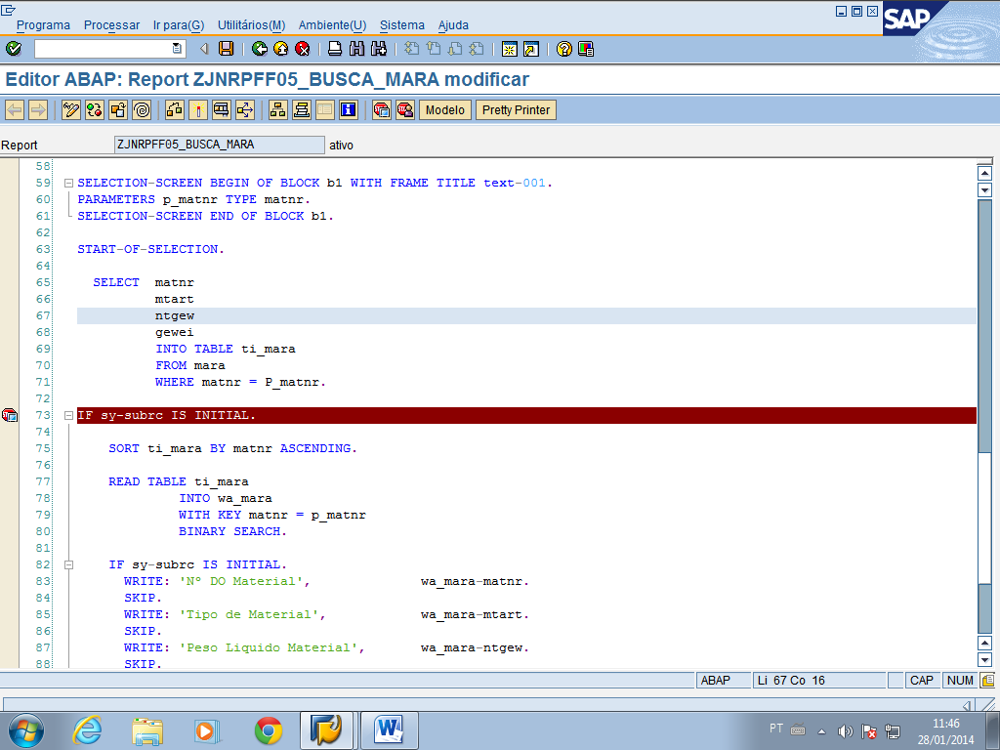 Programa Processar Ir para(G) Utilitários(M) Ambiente(U) Sistema Ajuda
SAP
Editor ABAP: Report ZJNRPFF05_BUSCA_MARA modificar
Modelo Pretty Printer
Report ZJNRPFF05_BUSCA_MARA ativo
58
59 SELECTION-SCREEN BEGIN OF BLOCK b1 WITH FRAME TITLE text-001.
60 PARAMETERS p_matnr TYPE matnr.
61 SELECTION-SCREEN END OF BLOCK b1.
62
63 START-OF-SELECTION.
64
65 SELECT matnr
66 mtart
67 ntgew
68 gewei
69 INTO TABLE ti_mara
70 FROM mara
71 WHERE matnr = P_matnr.
72
73 IF sy-subrc IS INITIAL.
74
75 SORT ti_mara BY matnr ASCENDING.
76
77 READ TABLE ti_mara
78 INTO wa_mara
79 WITH KEY matnr = p_matnr
80 BINARY SEARCH.
81
82 IF sy-subrc IS INITIAL.
83 WRITE: 'Nº DO Material', wa_mara-matnr.
84 SKIP.
85 WRITE: 'Tipo de Material', wa_mara-mtart.
86 SKIP.
87 WRITE: 'Peso Liquido Material', wa_mara-ntgew.
88 SKIP.
ABAP Li 67 Co 16 CAP NUM
PT 11:46
28/01/2014